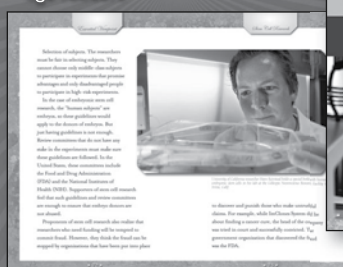 Selection of subjects. The researchers
must be fair in selecting subjects. They
cannot choose only middle- class subjects
to participate in experiments that promise
advantages and only disadvantaged people
to participate in high- risk experiments.
In the case of embryonic stem cell
research, the "human subjects" are
embryos, so these guidelines would
apply to the donors of embryos. But
just having guidelines is not enough.
Review committees that do not have any
stake in the experiments must make sure
these guidelines are followed. In the
United States, these committees include
the Food and Drug Administration
(FDA) and the National Institutes of
Health (NIH). Supporters of stem cell research
feel that such guidelines and review committees
are enough to ensure that embryo donors are
not abused.
Proponents of stem cell research also realize that
researchers who need funding will be tempted to
commit fraud. However, they think the fraud can be
stopped by organizations that have been put into place
to discover and punish those who make
claims. For example, while
about finding a cancer cure, the head of the
was tried in court and successfully convicted. The
government organization that discovered the
was the FDA.